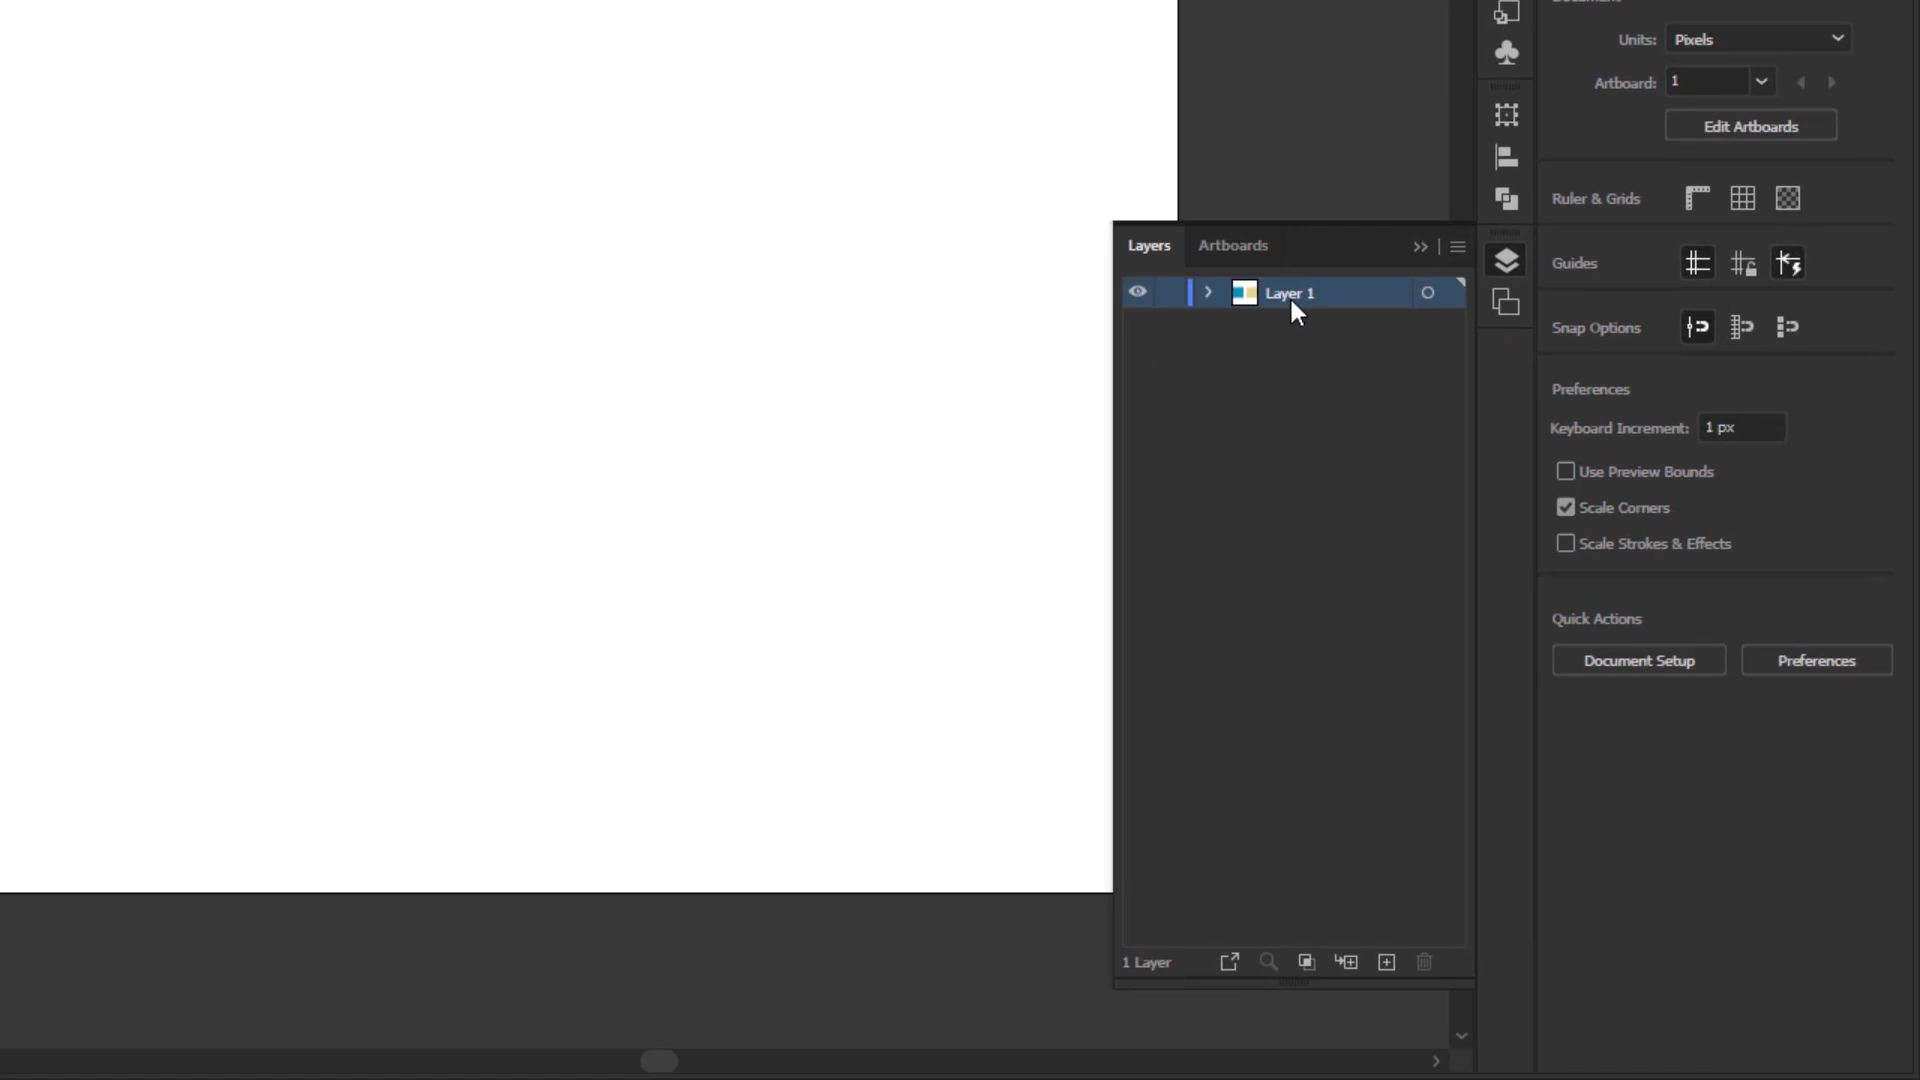 Units: Pixels
Artboard: 1
Edit Artboards
Ruler & Grids
Layers Artboards
Guides
Layer 1
Snap Options
Preferences
Keyboard Increment: 1 px
Use Preview Bounds
Scale Corners
Scale Strokes & Effects
Quick Actions
Document Setup Preferences
1 Layer